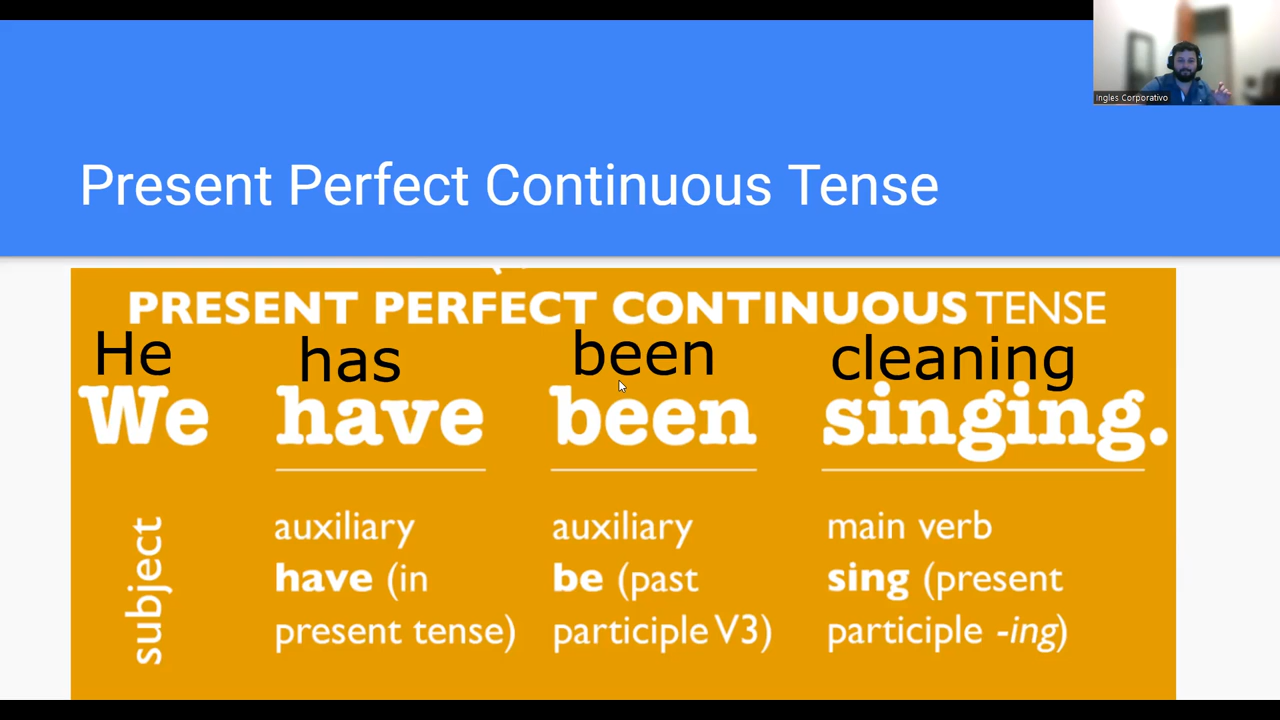 Ingles Corporativo
Present Perfect Continuous Tense
PRESENT PERFECT CONTINUOUS TENSE
He has been cleaning
We have been singing.
subject
auxiliary
have (in
present tense)
auxiliary
be (past
participle V3)
main verb
sing (present
participle -ing)